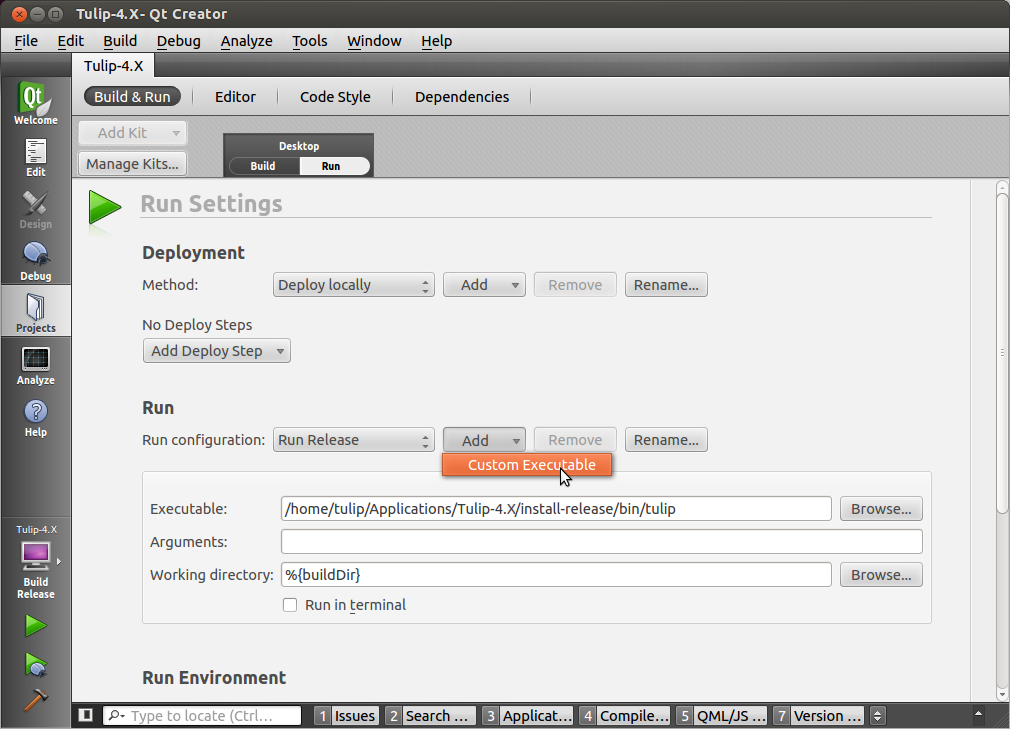 Tulip-4.X- Qt Creator
File Edit Build Debug Analyze Tools Window Help
Tulip-4.X
Build & Run Editor Code Style Dependencies
Qt
Welcome
Edit
Design
Debug
Projects
Analyze
Help
Add Kit
Manage Kits...
Desktop
Build Run
Run Settings
Deployment
Method: Deploy locally Add Remove Rename...
No Deploy Steps
Add Deploy Step
Run
Run configuration: Run Release Add Remove Rename...
Custom Executable
Executable: /home/tulip/Applications/Tulip-4.X/install-release/bin/tulip Browse...
Arguments:
Working directory: %{buildDir} Browse...
Run in terminal
Run Environment
Tulip-4.X
Build
Release
Type to locate (Ctrl... 1 Issues 2 Search ... 3 Applicat... 4 Compile... 5 QML/JS ... 7 Version ...